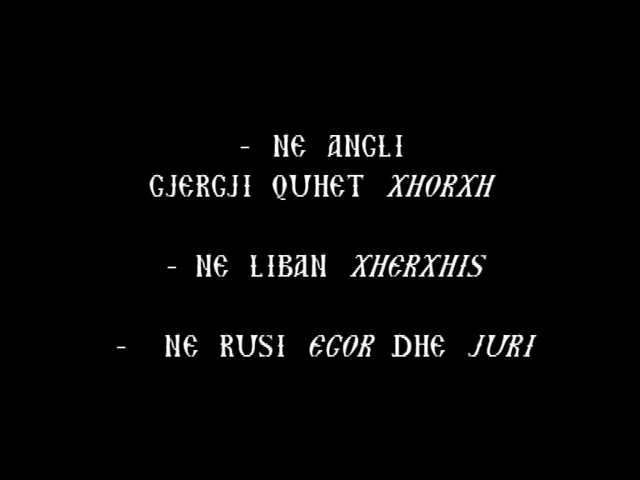 - NE ANGLI
GJERGJI QUHET XHORXH
- NE LIBAN XHERXHIS
- NE RUSI EGOR DHE JURI